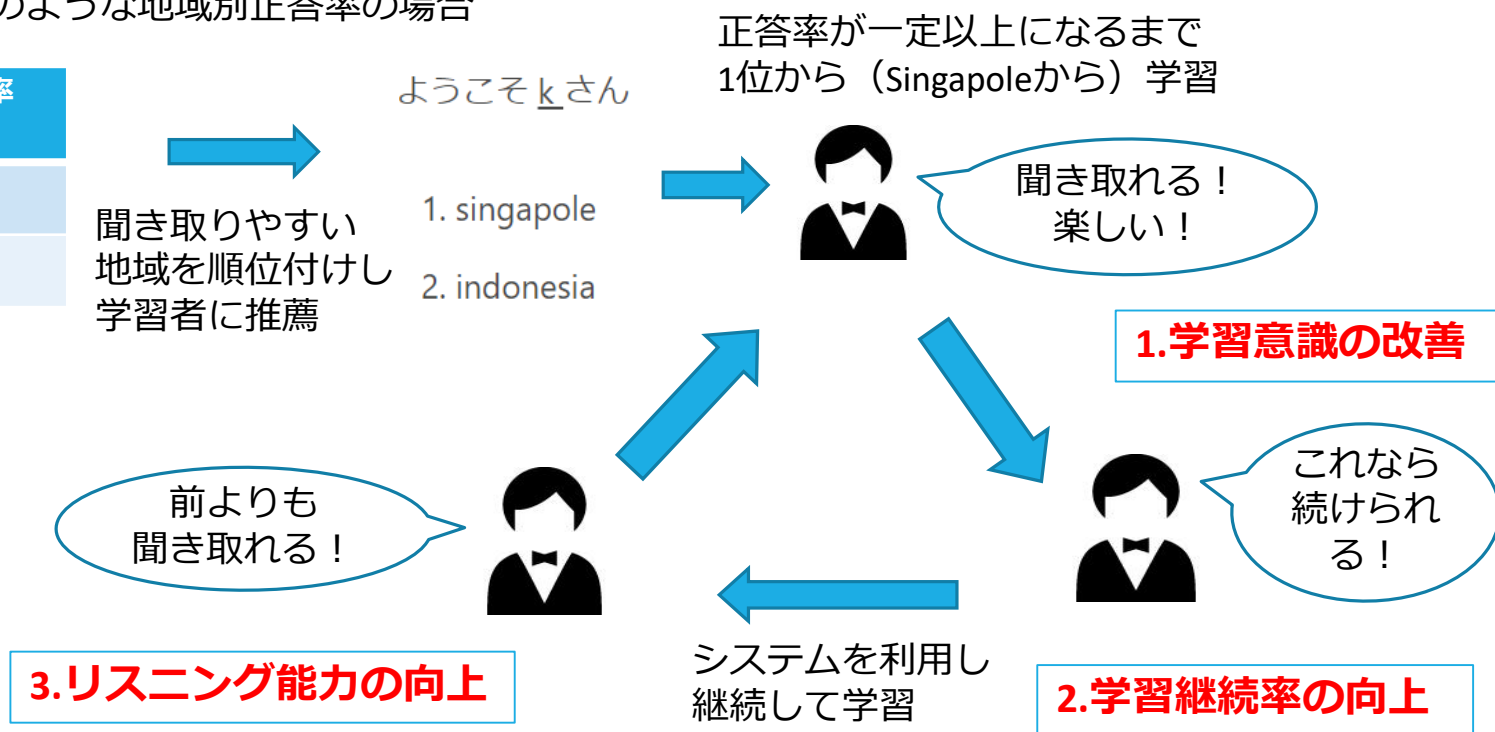 のような地域別正答率の場合
率
聞き取りやすい
地域を順位付けし
学習者に推薦
ようこそ k さん
1. singapole
2. indonesia
正答率が一定以上になるまで
1位から（Singapoleから）学習
聞き取れる！
楽しい！
1.学習意識の改善
これなら
続けられ
る！
2.学習継続率の向上
システムを利用し
継続して学習
前よりも
聞き取れる！
3.リスニング能力の向上